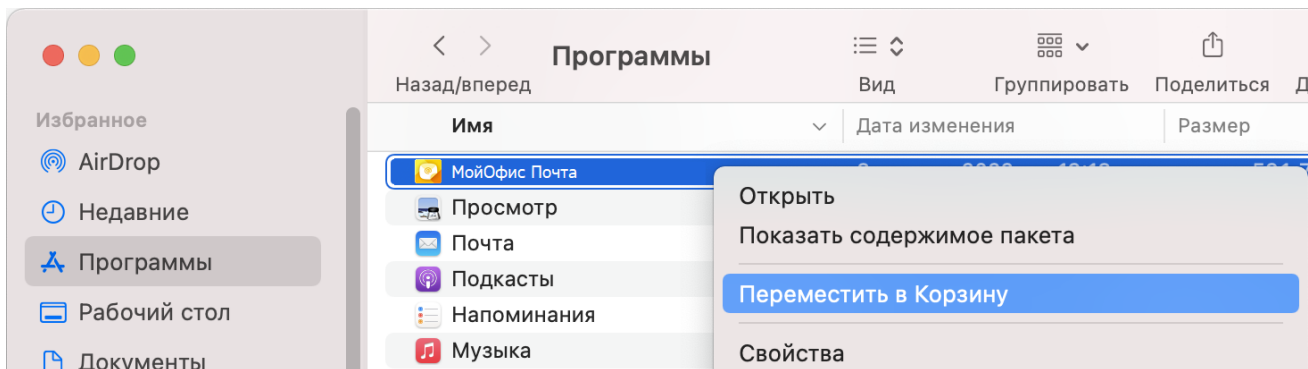 Программы
Назад/вперед
Вид
Группировать
Поделиться
Избранное
Имя
Дата изменения
Размер
AirDrop
Недавние
Программы
Рабочий стол
Документы
МойОфис Почта
Просмотр
Почта
Подкасты
Напоминания
Музыка
Открыть
Показать содержимое пакета
Переместить в Корзину
Свойства